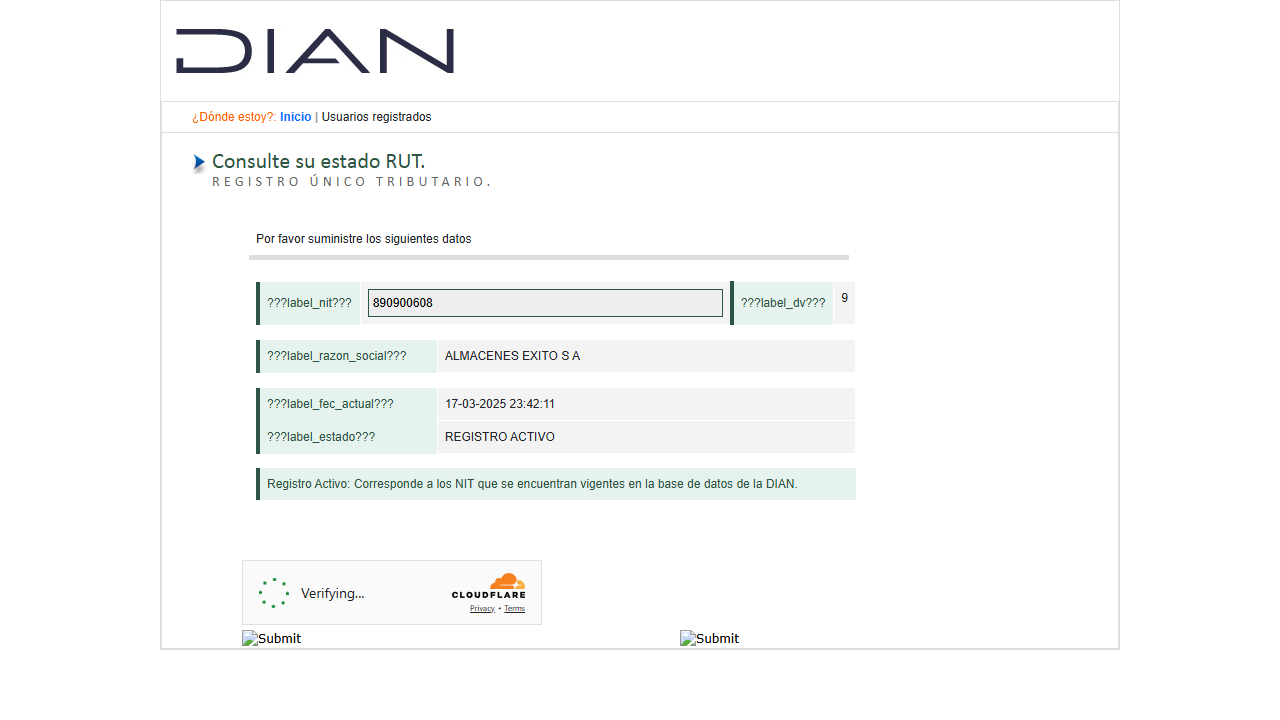 DIAN
¿Dónde estoy?: Inicio | Usuarios registrados
Consulte su estado RUT.
REGISTRO ÚNICO TRIBUTARIO.
Por favor suministre los siguientes datos
???label_nit??? 890900608 ???label_dv??? 9
???label_razon_social??? ALMACENES EXITO S A
???label_fec_actual??? 17-03-2025 23:42:11
???label_estado??? REGISTRO ACTIVO
Registro Activo: Corresponde a los NIT que se encuentran vigentes en la base de datos de la DIAN.
Verifying...
CLOUDFLARE
Privacy • Terms
Submit Submit